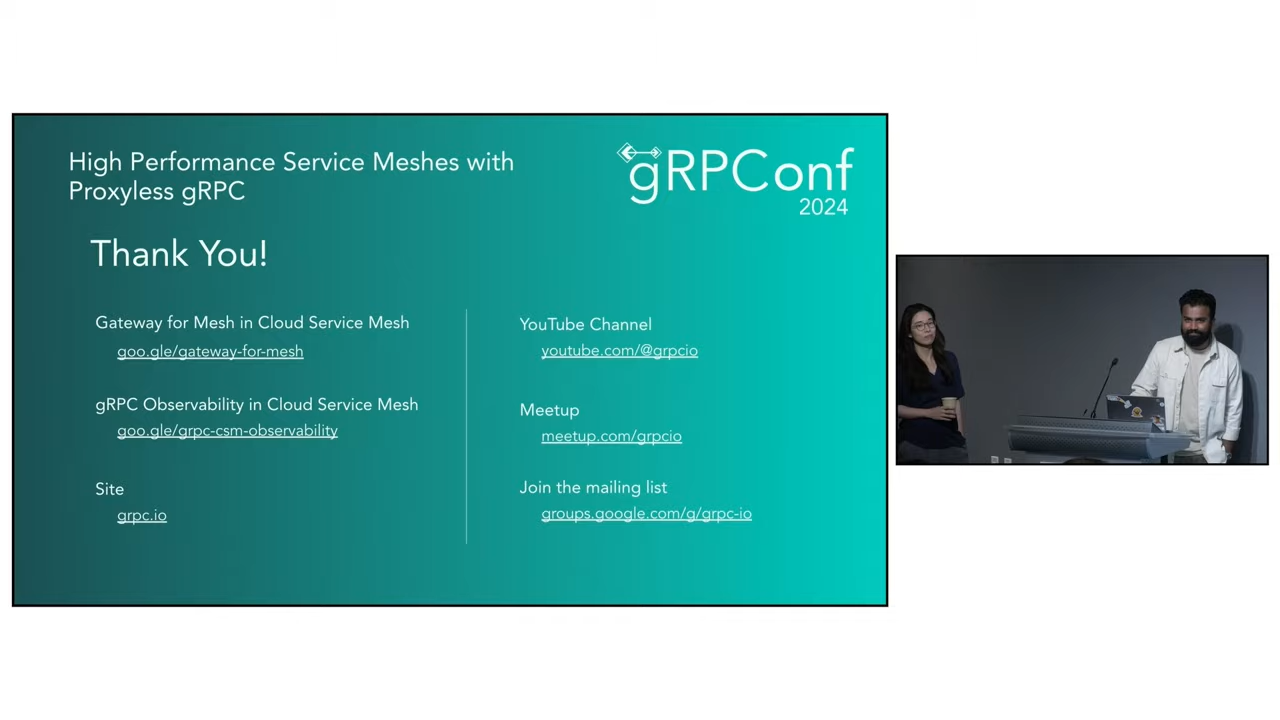 High Performance Service Meshes with
Proxyless gRPC
gRPConf
2024
Thank You!
Gateway for Mesh in Cloud Service Mesh
goo.gle/gateway-for-mesh
gRPC Observability in Cloud Service Mesh
goo.gle/grpc-csm-observability
Site
grpc.io
YouTube Channel
youtube.com/@grpcio
Meetup
meetup.com/grpcio
Join the mailing list
groups.google.com/g/grpc-io